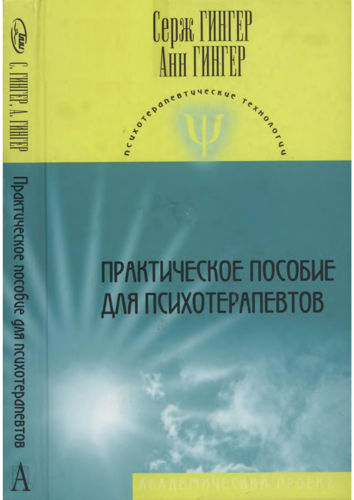 Серж ГИНГЕР
Анн ГИНГЕР
психотерапевтические технологии
Ψ
ПРАКТИЧЕСКОЕ ПОСОБИЕ
ДЛЯ ПСИХОТЕРАПЕВТОВ
АКАДЕМИЧЕСКИЙ ПРОЕКТ
С. ГИНГЕР, А. ГИНГЕР
Практическое пособие для психотерапевтов
А